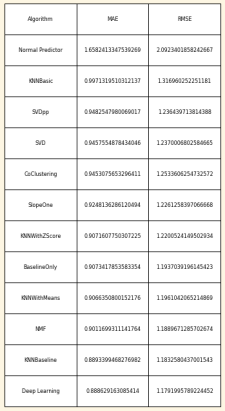 Algorithm MAE RMSE
Normal Predictor 1.6582413347539269 2.0923401858242667
KNNBasic 0.9971319510312137 1.316960252251181
SVDpp 0.9482547980069017 1.236439713814388
SVD 0.9457554878434046 1.2370006802584665
CoClustering 0.9453075653296411 1.2533606254732572
SlopeOne 0.9248136286120494 1.2261258397066668
KNNWithZScore 0.9071607750307225 1.2200524149502934
BaselineOnly 0.9073417853583354 1.1937039196145423
KNNWithMeans 0.9066350800152176 1.1961042065214869
NMF 0.9011699311141764 1.1889671285702674
KNNBaseline 0.8893399468276982 1.1832580437001543
Deep Learning 0.888629163085414 1.1791995789224452